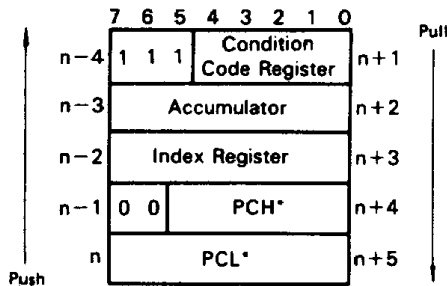 7 6 5 4 3 2 1 0
Pull
n-4 1 1 1 Condition Code Register n+1
n-3 Accumulator n+2
n-2 Index Register n+3
n-1 0 0 PCH* n+4
n PCL* n+5
Push